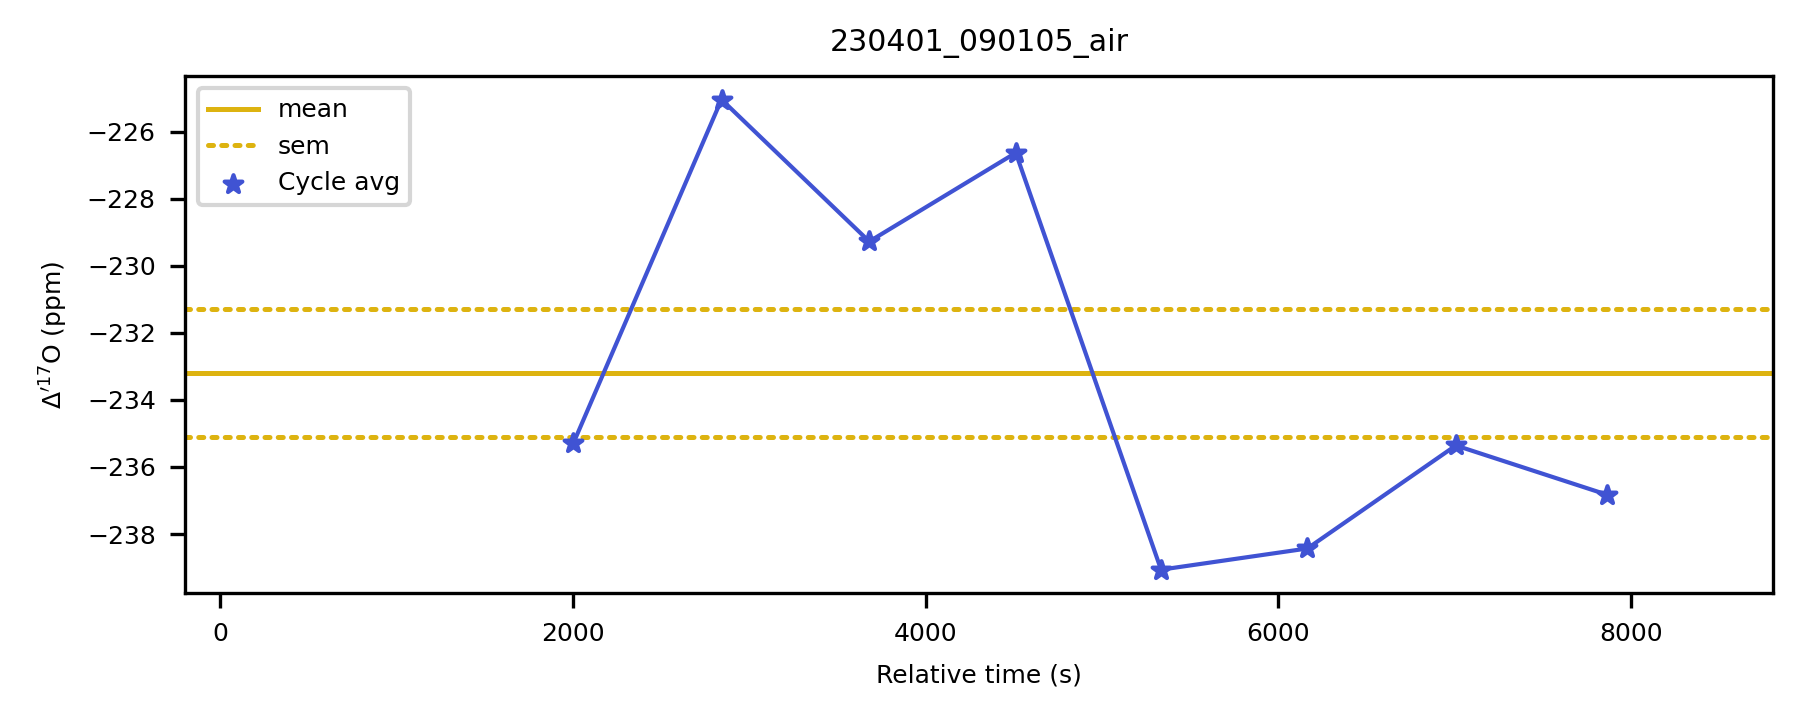 230401_090105_air
mean
sem
Cycle avg
−226
−228
−230
−232
−234
−236
−238
Δ′¹⁷O (ppm)
0 2000 4000 6000 8000
Relative time (s)